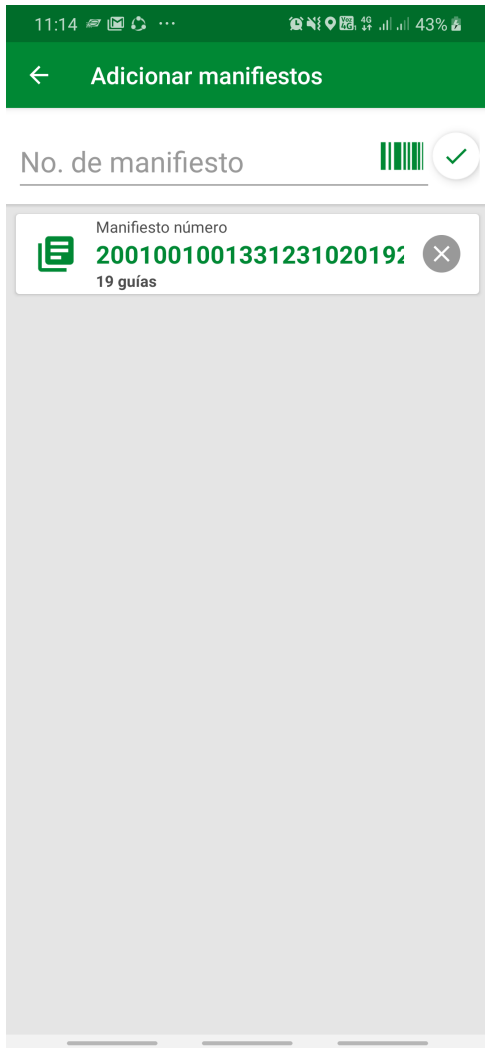 11:14 43%
Adicionar manifiestos
No. de manifiesto
Manifiesto número
2001001001331231020192
19 guías